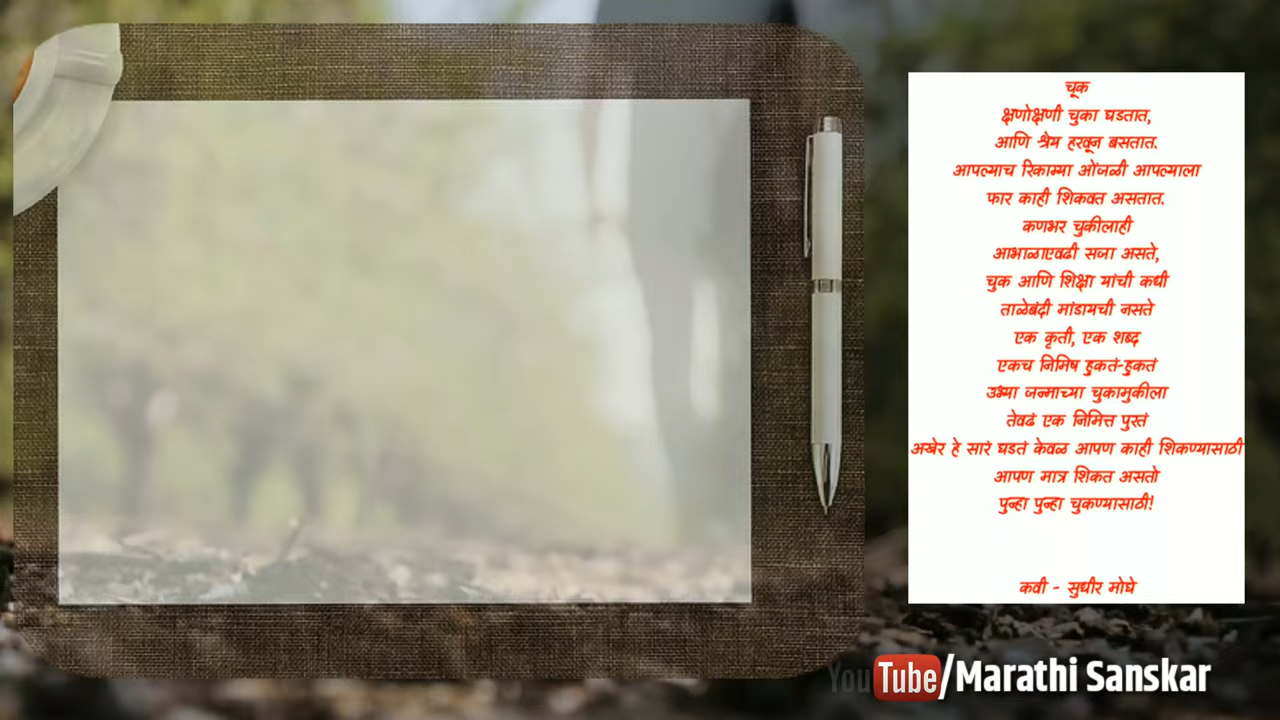 चूक
क्षणोक्षणी चुका घडतात,
आणि श्रेय हरवून बसतात.
आपल्याच रिकाम्या ओंजळी आपल्याला
फार काही शिकवत असतात.
कणभर चुकीलाही
आभाळाएवढी सजा असते,
चुक आणि शिक्षा यांची कधी
ताळेबंदी मांडायची नसते
एक कृती, एक शब्द
एकच निमिष हुकतं-हुकतं
उभ्या जन्माच्या चुकामुकीला
तेवढं एक निमित्त पुरतं
अखेर हे सारं घडतं केवळ आपण काही शिकण्यासाठी
आपण मात्र शिकत असतो
पुन्हा पुन्हा चुकण्यासाठी!
कवी - सुधीर मोघे
YouTube/Marathi Sanskar